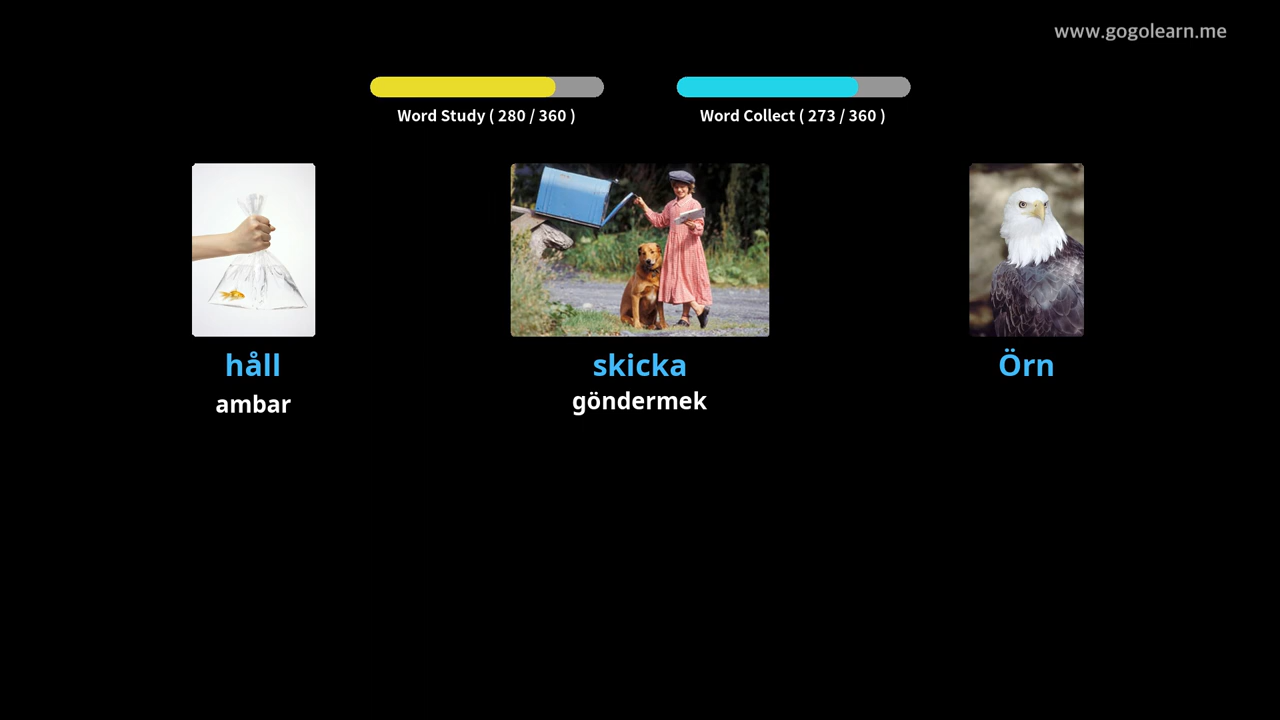 www.gogolearn.me
Word Study ( 280 / 360 )
Word Collect ( 273 / 360 )
håll
skicka
Örn
ambar
göndermek